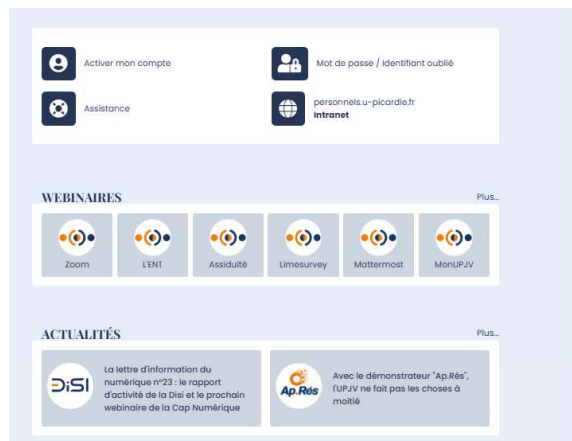 Activer mon compte
Mot de passe / Identifiant oublié
Assistance
personnels.u-picardie.fr
Intranet
WEBINAIRES
Plus...
Zoom
L'ENT
Assiduité
Limesurvey
Mattermost
MonUPJV
ACTUALITÉS
Plus...
DiSI
La lettre d'information du
numérique n°23 : le rapport
d'activité de la Disi et le prochain
webinaire de la Cap Numérique
Ap.Rés
Avec le démonstrateur "Ap.Rés",
l'UPJV ne fait pas les choses à
moitié